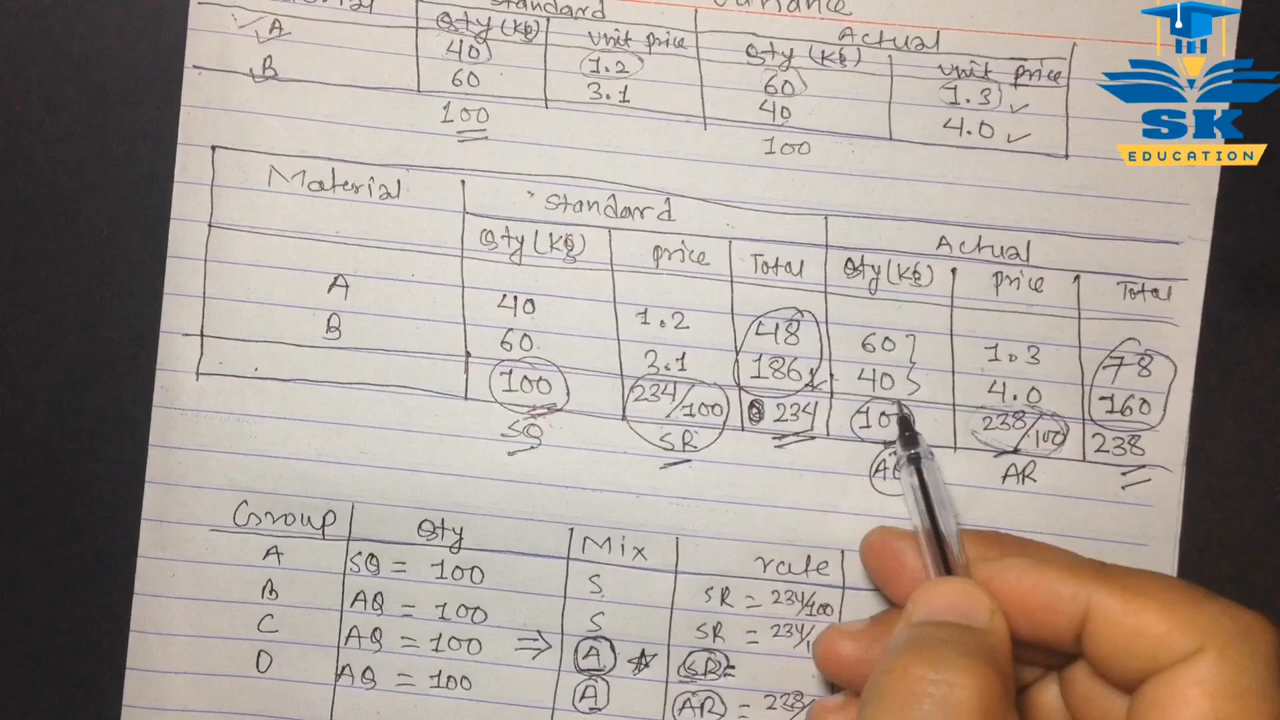 Standard
Variance
A
Qty (Kg) Unit price
Actual
40 1.2
Qty (Kg) Unit price
B
60 3.1
60 1.3
100
40 4.0
100
SK
EDUCATION
Material Standard Actual
Qty (Kg) price Total Qty (Kg) price Total
A 40 1.2 48 60 1.3 78
B 60 3.1 186 40 4.0 160
100 234/100 234 238/100 238
SQ SR AR
Group Qty Mix rate
A SQ = 100 S SR = 234/100
B AQ = 100 S SR = 234/
C AQ = 100 ⇒ A SR =
D AQ = 100 A AR =